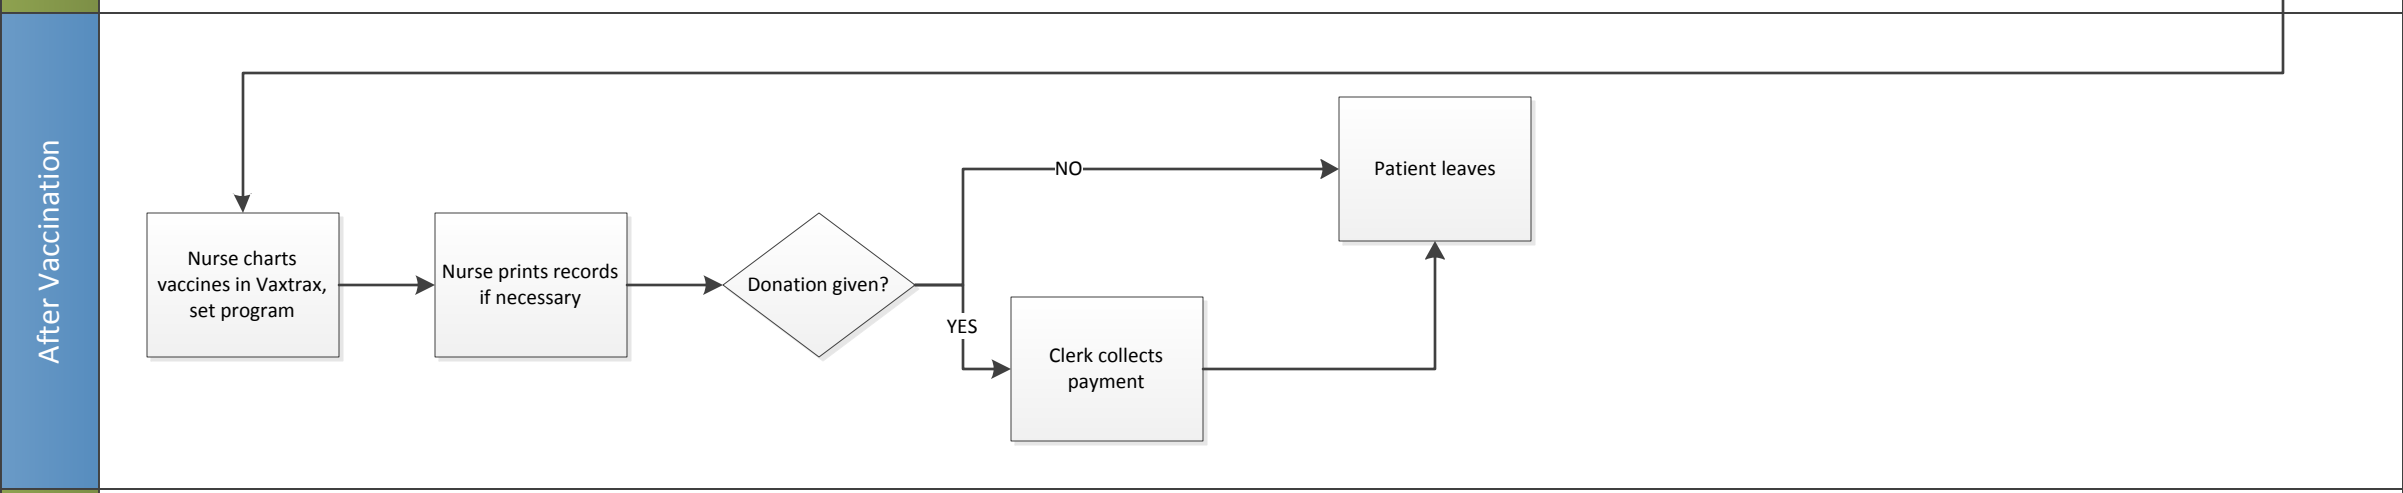 After Vaccination
Nurse charts
vaccines in Vaxtrax,
set program
Nurse prints records
if necessary
Donation given?
NO
YES
Clerk collects
payment
Patient leaves